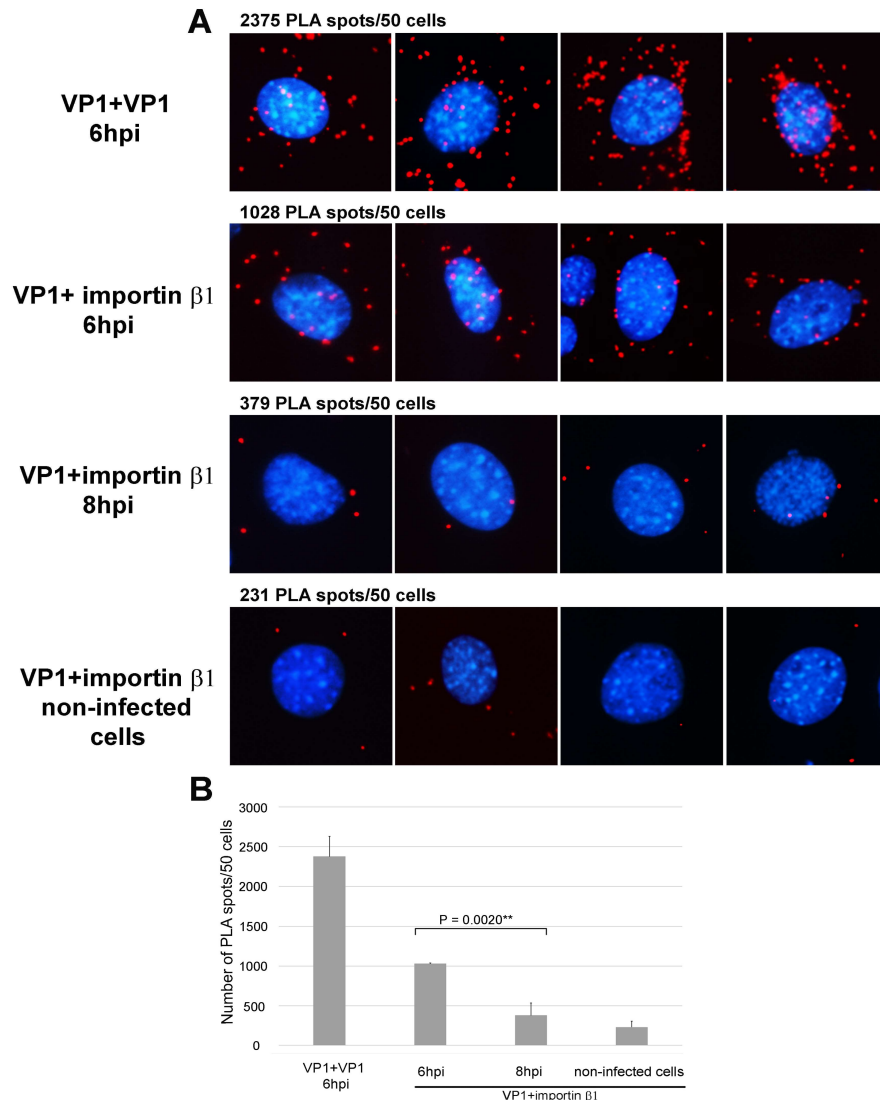 A
2375 PLA spots/50 cells
VP1+VP1
6hpi
1028 PLA spots/50 cells
VP1+ importin β1
6hpi
379 PLA spots/50 cells
VP1+importin β1
8hpi
231 PLA spots/50 cells
VP1+importin β1
non-infected
cells
B
Number of PLA spots/50 cells
3000
2500
2000
1500
1000
500
0
P = 0.0020**
VP1+VP1
6hpi
6hpi
8hpi
non-infected cells
VP1+importin β1